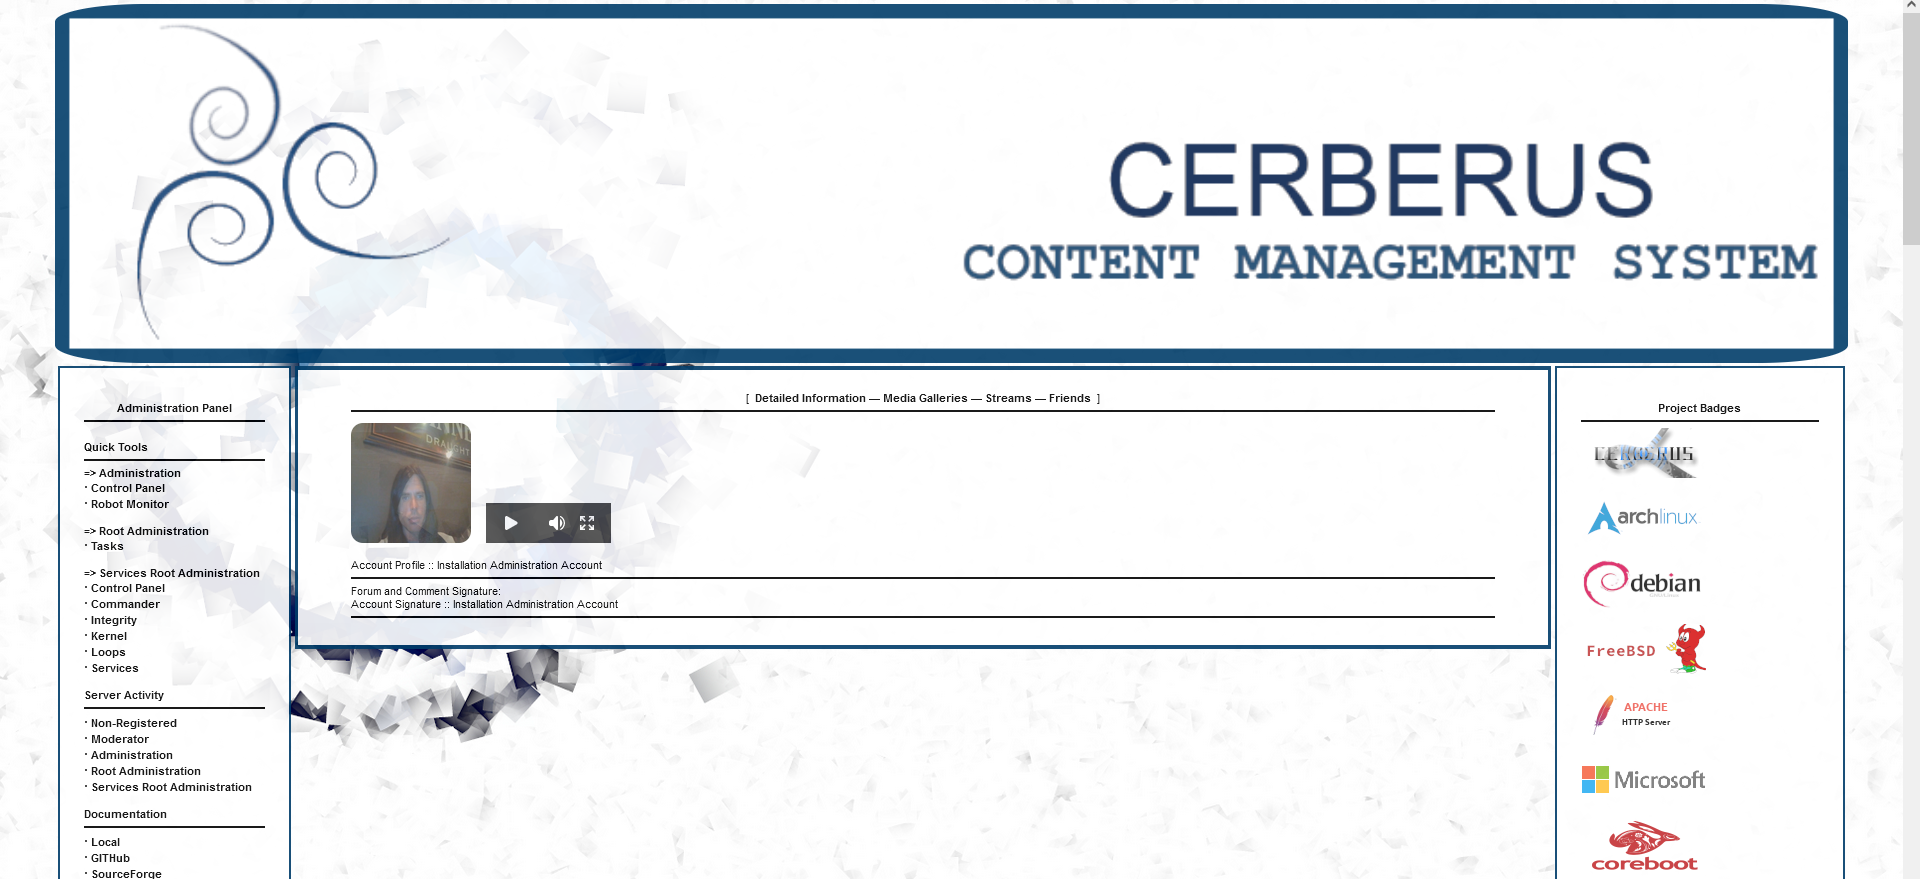 CERBERUS
CONTENT MANAGEMENT SYSTEM
Administration Panel
Quick Tools
=> Administration
· Control Panel
· Robot Monitor
=> Root Administration
· Tasks
=> Services Root Administration
· Control Panel
· Commander
· Integrity
· Kernel
· Loops
· Services
Server Activity
· Non-Registered
· Moderator
· Administration
· Root Administration
· Services Root Administration
Documentation
· Local
· GITHub
· SourceForge
[ Detailed Information — Media Galleries — Streams — Friends ]
DRAUGHT
Account Profile :: Installation Administration Account
Forum and Comment Signature:
Account Signature :: Installation Administration Account
Project Badges
CERBERUS
archlinux
debian
FreeBSD
APACHE
HTTP Server
Microsoft
coreboot